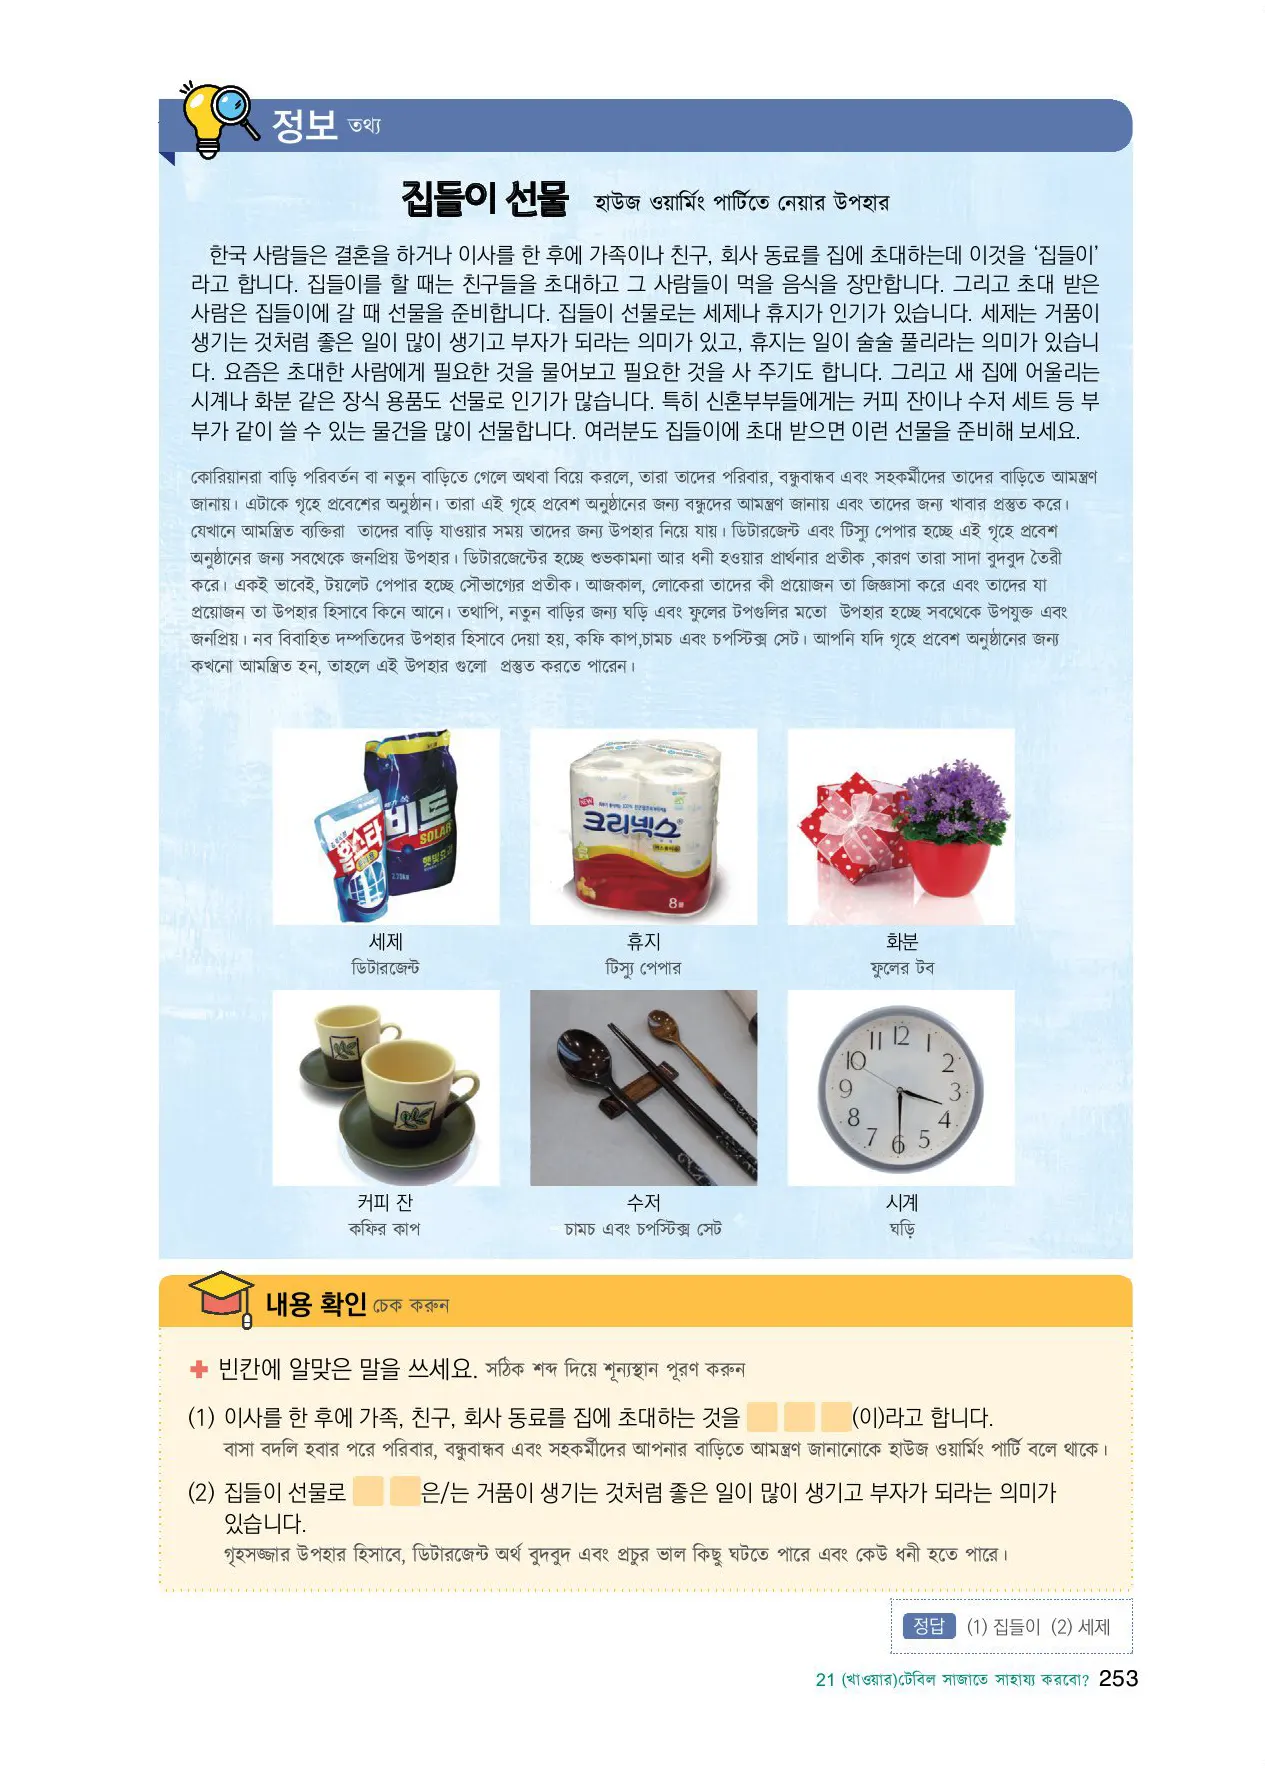 정보 তথ্য
집들이 선물 হাউজ ওয়ার্মিং পার্টিতে নেয়ার উপহার
한국 사람들은 결혼을 하거나 이사를 한 후에 가족이나 친구, 회사 동료를 집에 초대하는데 이것을 ‘집들이’
라고 합니다. 집들이를 할 때는 친구들을 초대하고 그 사람들이 먹을 음식을 장만합니다. 그리고 초대 받은
사람은 집들이에 갈 때 선물을 준비합니다. 집들이 선물로는 세제나 휴지가 인기가 있습니다. 세제는 거품이
생기는 것처럼 좋은 일이 많이 생기고 부자가 되라는 의미가 있고, 휴지는 일이 술술 풀리라는 의미가 있습니
다. 요즘은 초대한 사람에게 필요한 것을 물어보고 필요한 것을 사 주기도 합니다. 그리고 새 집에 어울리는
시계나 화분 같은 장식 용품도 선물로 인기가 많습니다. 특히 신혼부부들에게는 커피 잔이나 수저 세트 등 부
부가 같이 쓸 수 있는 물건을 많이 선물합니다. 여러분도 집들이에 초대 받으면 이런 선물을 준비해 보세요.
কোরিয়ানরা বাড়ি পরিবর্তন বা নতুন বাড়িতে গেলে অথবা বিয়ে করলে, তারা তাদের পরিবার, বন্ধুবান্ধব এবং সহকর্মীদের তাদের বাড়িতে আমন্ত্রণ
জানায়। এটাকে গৃহে প্রবেশের অনুষ্ঠান। তারা এই গৃহে প্রবেশ অনুষ্ঠানের জন্য বন্ধুদের আমন্ত্রণ জানায় এবং তাদের জন্য খাবার প্রস্তুত করে।
যেখানে আমন্ত্রিত ব্যক্তিরা তাদের বাড়ি যাওয়ার সময় তাদের জন্য উপহার নিয়ে যায়। ডিটারজেন্ট এবং টিস্যু পেপার হচ্ছে এই গৃহে প্রবেশ
অনুষ্ঠানের জন্য সবথেকে জনপ্রিয় উপহার। ডিটারজেন্টের হচ্ছে শুভকামনা আর ধনী হওয়ার প্রার্থনার প্রতীক ,কারণ তারা সাদা বুদবুদ তৈরী
করে। একই ভাবেই, টয়লেট পেপার হচ্ছে সৌভাগ্যের প্রতীক। আজকাল, লোকেরা তাদের কী প্রয়োজন তা জিজ্ঞাসা করে এবং তাদের যা
প্রয়োজন তা উপহার হিসাবে কিনে আনে। তথাপি, নতুন বাড়ির জন্য ঘড়ি এবং ফুলের টপগুলির মতো উপহার হচ্ছে সবথেকে উপযুক্ত এবং
জনপ্রিয়। নব বিবাহিত দম্পতিদের উপহার হিসাবে দেয়া হয়, কফি কাপ,চামচ এবং চপস্টিক্স সেট। আপনি যদি গৃহে প্রবেশ অনুষ্ঠানের জন্য
কখনো আমন্ত্রিত হন, তাহলে এই উপহার গুলো প্রস্তুত করতে পারেন।
홈스타
비트
SOLAR
2.70kg
NEW
크리넥스
8롤
세제 휴지 화분
ডিটারজেন্ট টিস্যু পেপার ফুলের টব
11 12 1
10 2
9 3
8 4
7 6 5
커피 잔 수저 시계
কফির কাপ চামচ এবং চপস্টিক্স সেট ঘড়ি
내용 확인 চেক করুন
빈칸에 알맞은 말을 쓰세요. সঠিক শব্দ দিয়ে শূন্যস্থান পূরণ করুন
(1) 이사를 한 후에 가족, 친구, 회사 동료를 집에 초대하는 것을 (이)라고 합니다.
বাসা বদলি হবার পরে পরিবার, বন্ধুবান্ধব এবং সহকর্মীদের আপনার বাড়িতে আমন্ত্রণ জানানোকে হাউজ ওয়ার্মিং পার্টি বলে থাকে।
(2) 집들이 선물로 은/는 거품이 생기는 것처럼 좋은 일이 많이 생기고 부자가 되라는 의미가
있습니다.
গৃহসজ্জার উপহার হিসাবে, ডিটারজেন্ট অর্থ বুদবুদ এবং প্রচুর ভাল কিছু ঘটতে পারে এবং কেউ ধনী হতে পারে।
정답 (1) 집들이 (2) 세제
21 (খাওয়ার)টেবিল সাজাতে সাহায্য করবো? 253